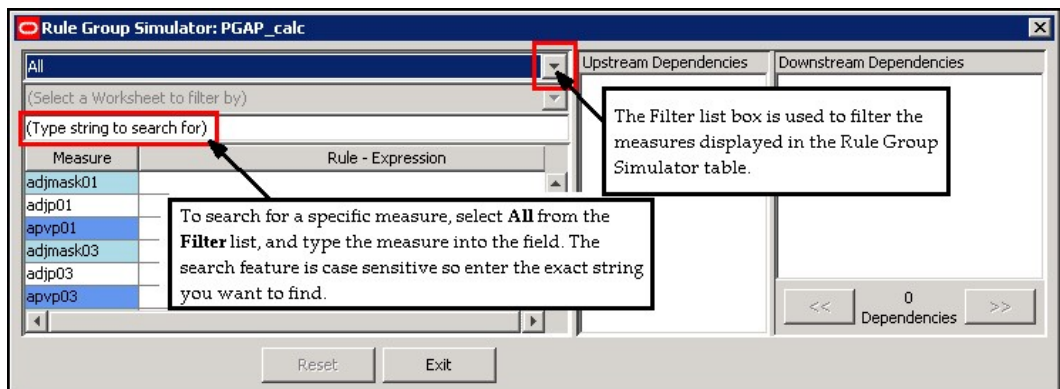 Rule Group Simulator: PGAP_calc
All
(Select a Worksheet to filter by)
(Type string to search for)
Measure
Rule - Expression
adjmask01
adjp01
apvp01
adjmask03
adjp03
apvp03
To search for a specific measure, select All from the
Filter list, and type the measure into the field. The
search feature is case sensitive so enter the exact string
you want to find.
Upstream Dependencies
Downstream Dependencies
The Filter list box is used to filter the
measures displayed in the Rule Group
Simulator table.
<<
0
Dependencies
>>
Reset
Exit